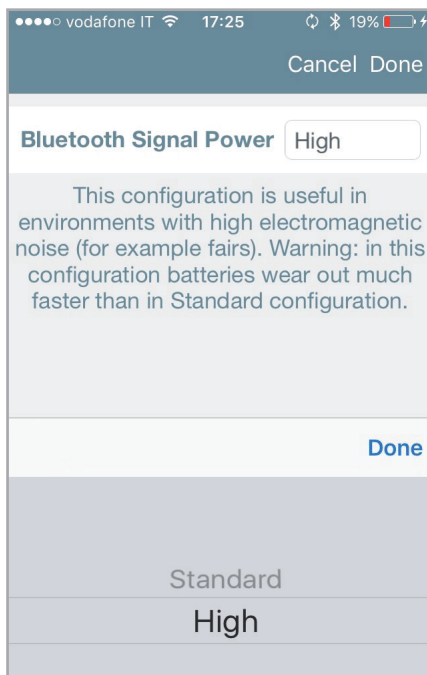 vodafone IT 17:25 19%
Cancel Done
Bluetooth Signal Power High
This configuration is useful in
environments with high electromagnetic
noise (for example fairs). Warning: in this
configuration batteries wear out much
faster than in Standard configuration.
Done
Standard
High